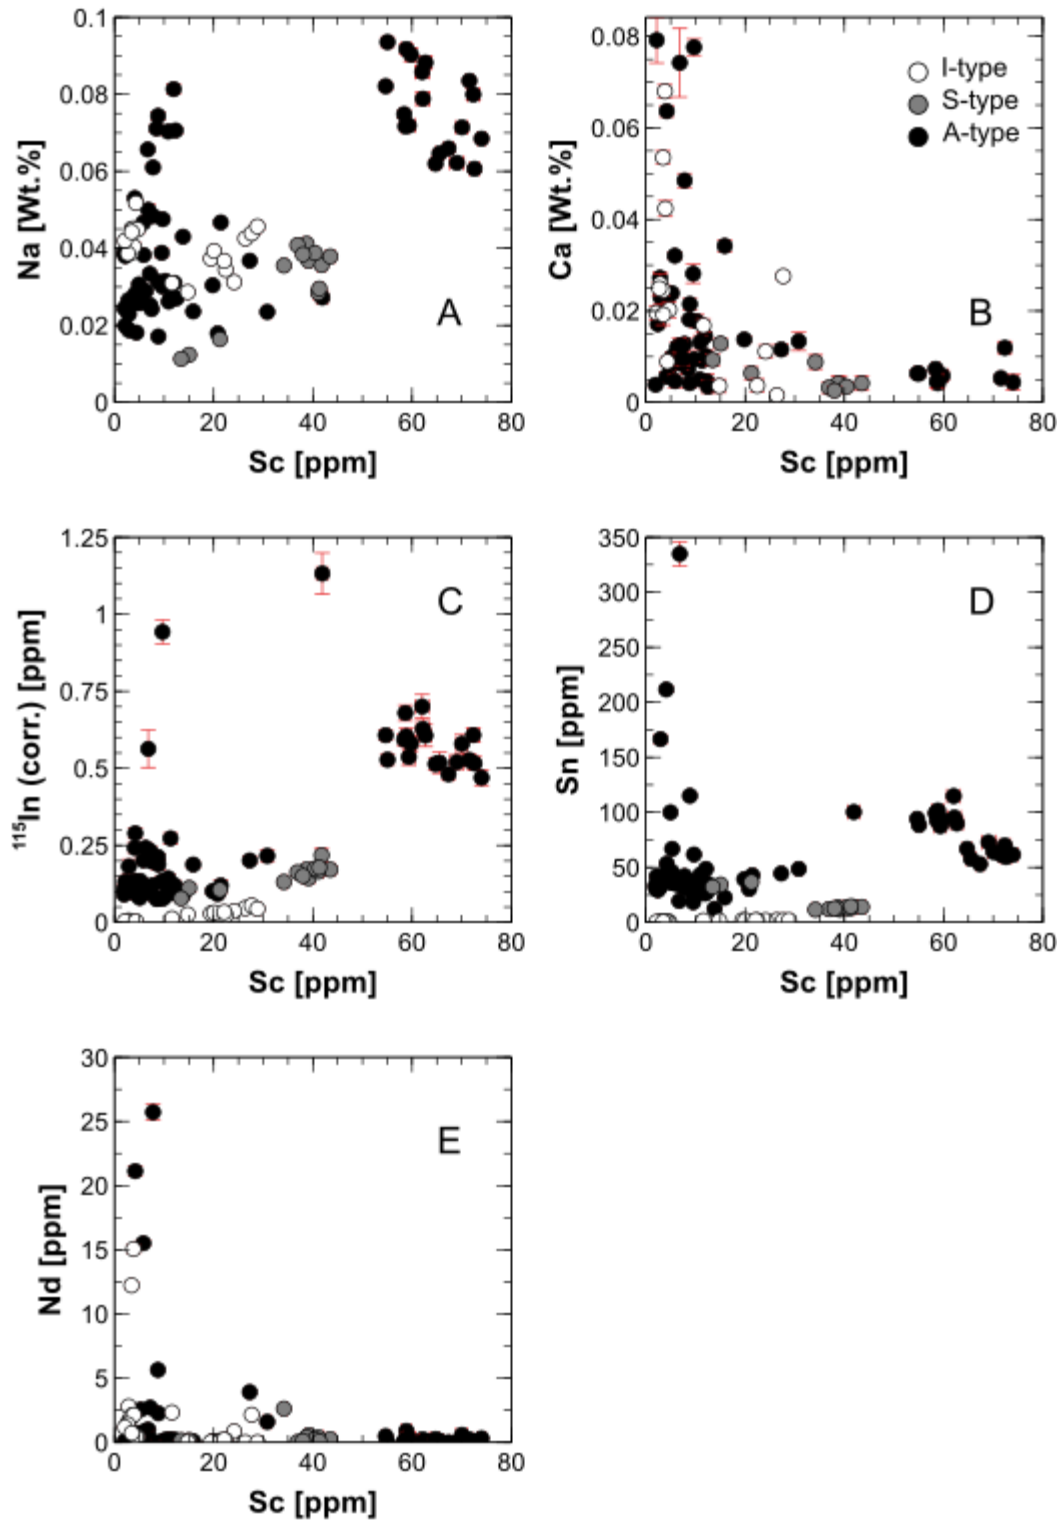 0.1
0.08
0.06
0.04
0.02
0
Na [Wt.%]
A
0 20 40 60 80
Sc [ppm]
0.08
0.06
0.04
0.02
0
Ca [Wt.%]
I-type
S-type
A-type
B
0 20 40 60 80
Sc [ppm]
1.25
1
0.75
0.5
0.25
0
¹¹⁵In (corr.) [ppm]
C
0 20 40 60 80
Sc [ppm]
350
300
250
200
150
100
50
0
Sn [ppm]
D
0 20 40 60 80
Sc [ppm]
30
25
20
15
10
5
0
Nd [ppm]
E
0 20 40 60 80
Sc [ppm]